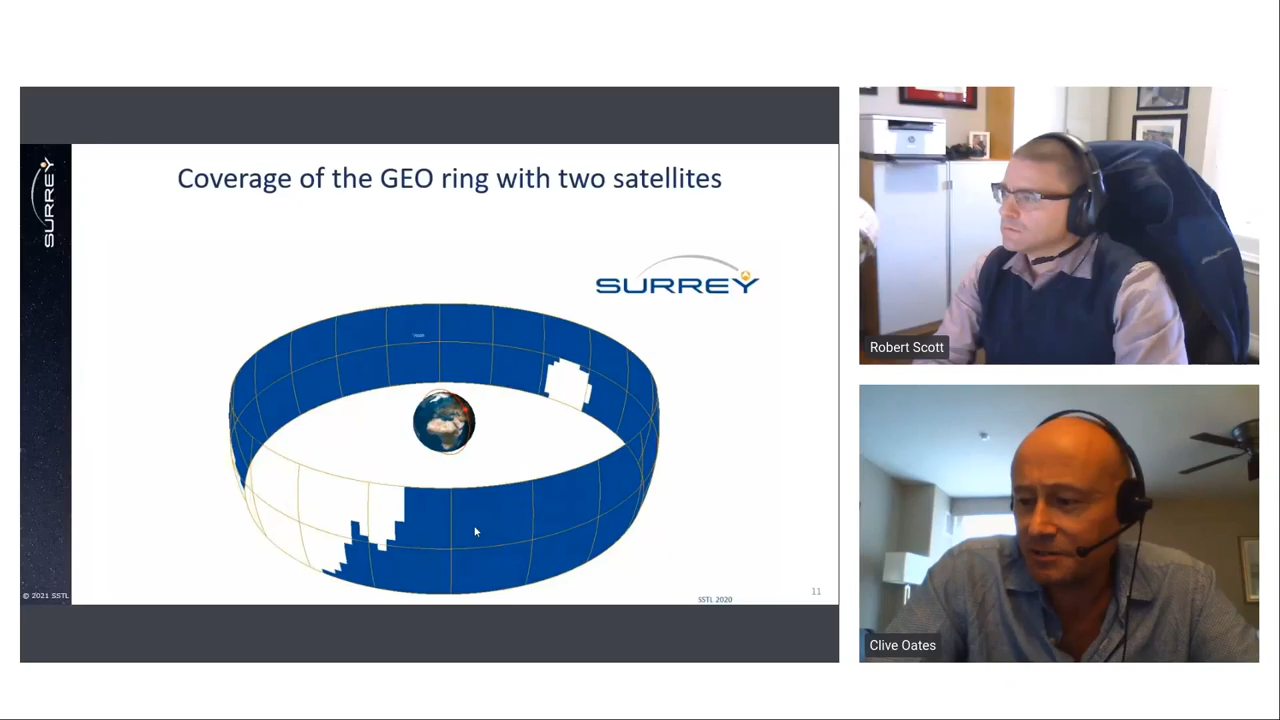 SURREY
Coverage of the GEO ring with two satellites
SURREY
© 2021 SSTL
SSTL 2020
11
Robert Scott
Clive Oates